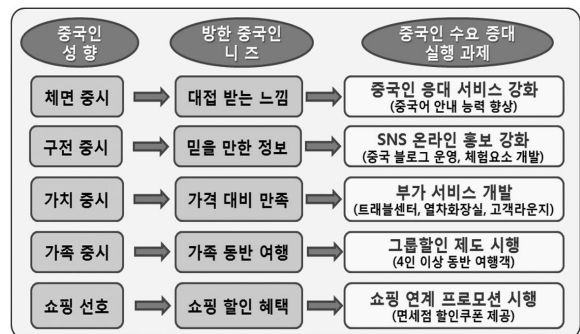 중국인
성 향
방한 중국인
니 즈
중국인 수요 증대
실행 과제
체면 중시
대접 받는 느낌
중국인 응대 서비스 강화
(중국어 안내 능력 향상)
구전 중시
믿을 만한 정보
SNS 온라인 홍보 강화
(중국 블로그 운영, 체험요소 개발)
가치 중시
가격 대비 만족
부가 서비스 개발
(트래블센터, 열차화장실, 고객라운지)
가족 중시
가족 동반 여행
그룹할인 제도 시행
(4인 이상 동반 여행객)
쇼핑 선호
쇼핑 할인 혜택
쇼핑 연계 프로모션 시행
(면세점 할인쿠폰 제공)